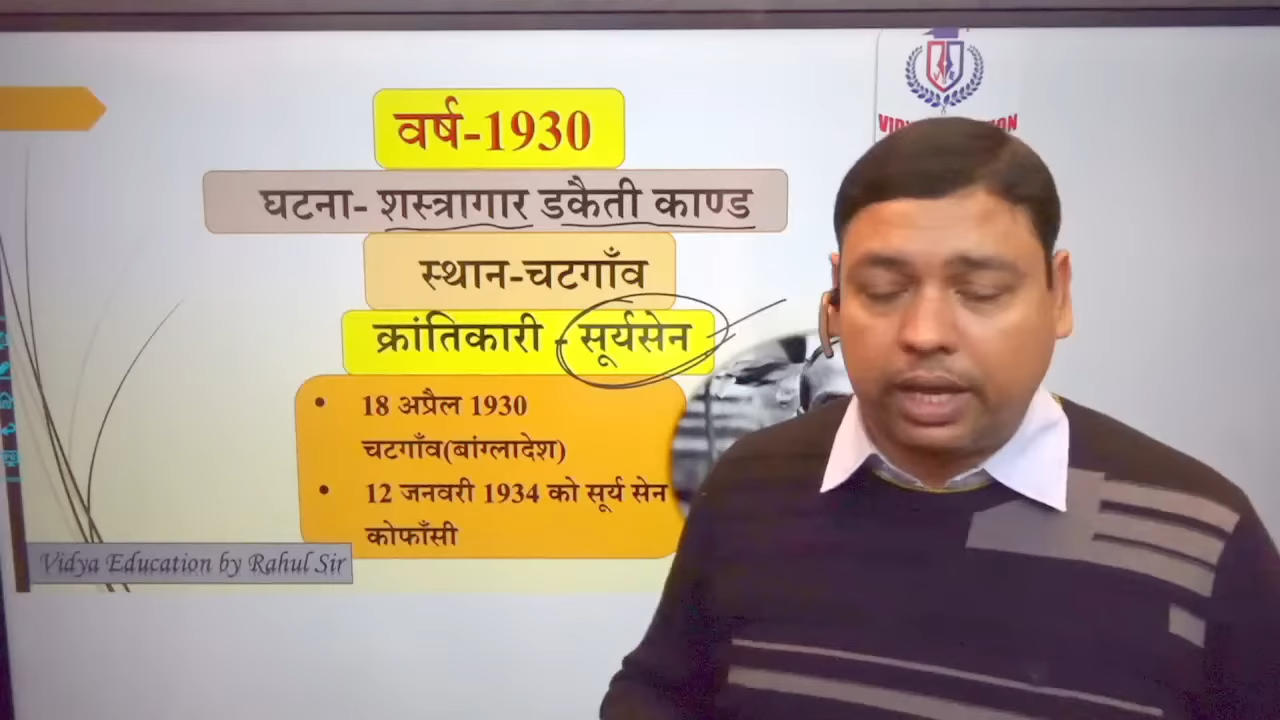 वर्ष-1930
घटना- शस्त्रागार डकैती काण्ड
स्थान-चटगाँव
क्रांतिकारी - सूर्यसेन
• 18 अप्रैल 1930
चटगाँव(बांग्लादेश)
• 12 जनवरी 1934 को सूर्य सेन
कोफाँसी
Vidya Education by Rahul Sir